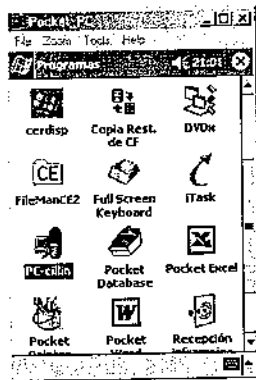 Pocket PC
File Zoom Tools Help
Programas 21:01
cerdisp
Copia Rest.
de CF
DVDx
FileManCE2
Full Screen
Keyboard
iTask
PC-cillin
Pocket
Database
Pocket Excel
Pocket
Pocket
Recepción